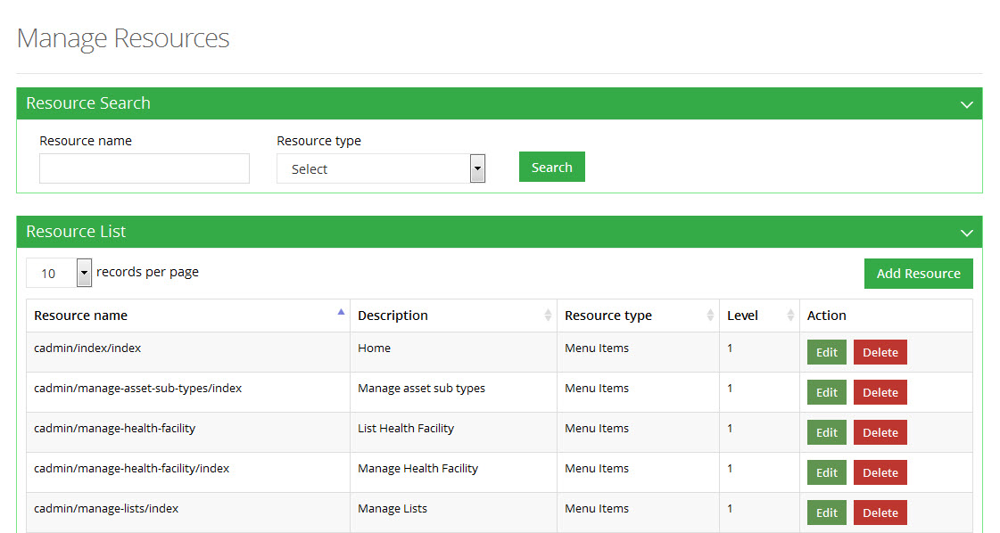 Manage Resources
Resource Search
Resource name Resource type
Select Search
Resource List
10 records per page Add Resource
Resource name Description Resource type Level Action
cadmin/index/index Home Menu Items 1 Edit Delete
cadmin/manage-asset-sub-types/index Manage asset sub types Menu Items 1 Edit Delete
cadmin/manage-health-facility List Health Facility Menu Items 1 Edit Delete
cadmin/manage-health-facility/index Manage Health Facility Menu Items 1 Edit Delete
cadmin/manage-lists/index Manage Lists Menu Items 1 Edit Delete